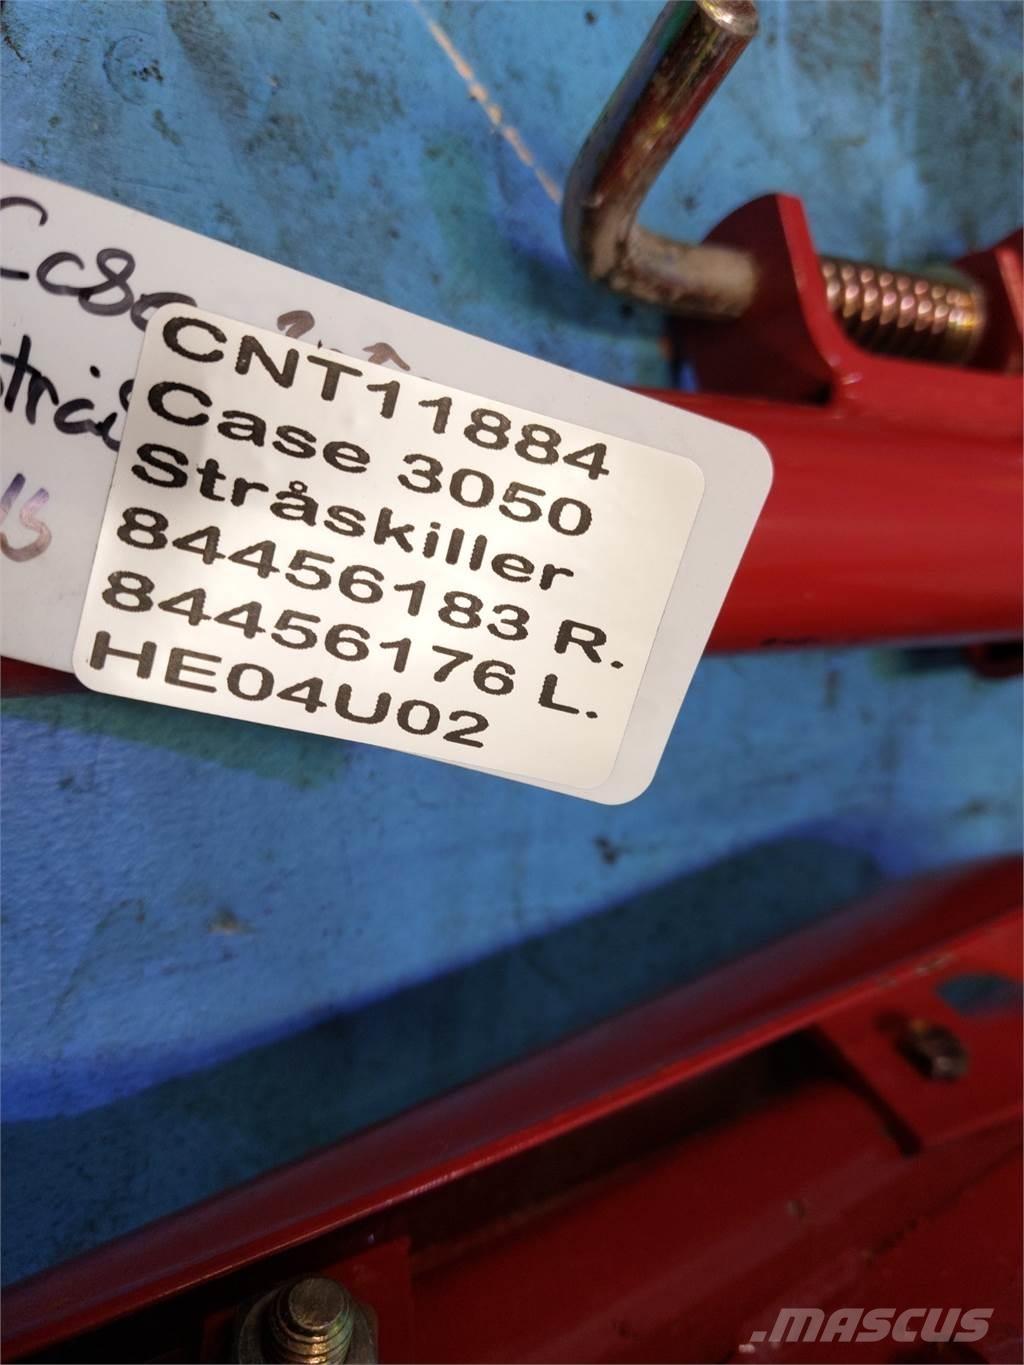 CNT11884
Case 3050
Stråskiller
84456183 R.
84456176 L.
HE04U02
.MASCUS